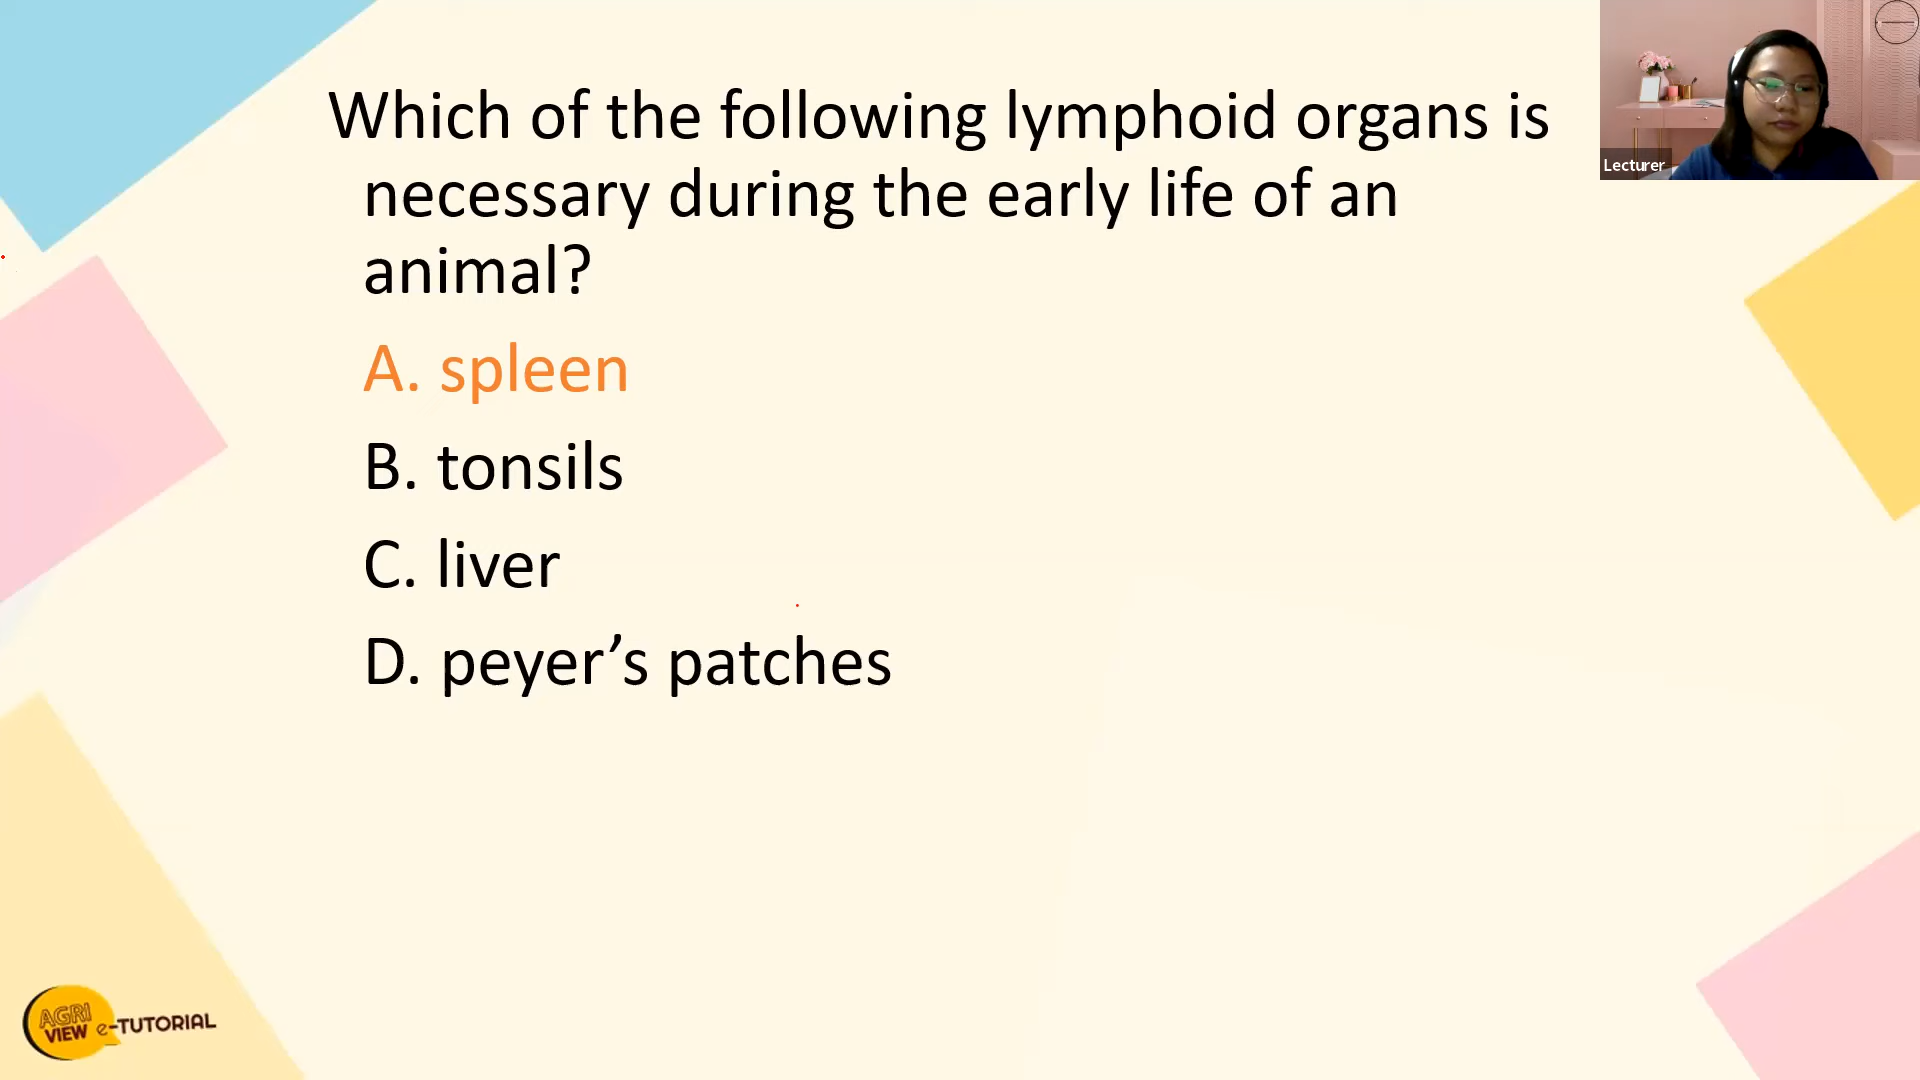 Which of the following lymphoid organs is
necessary during the early life of an
animal?
A. spleen
B. tonsils
C. liver
D. peyer’s patches
Lecturer
AGRI
VIEW e-TUTORIAL